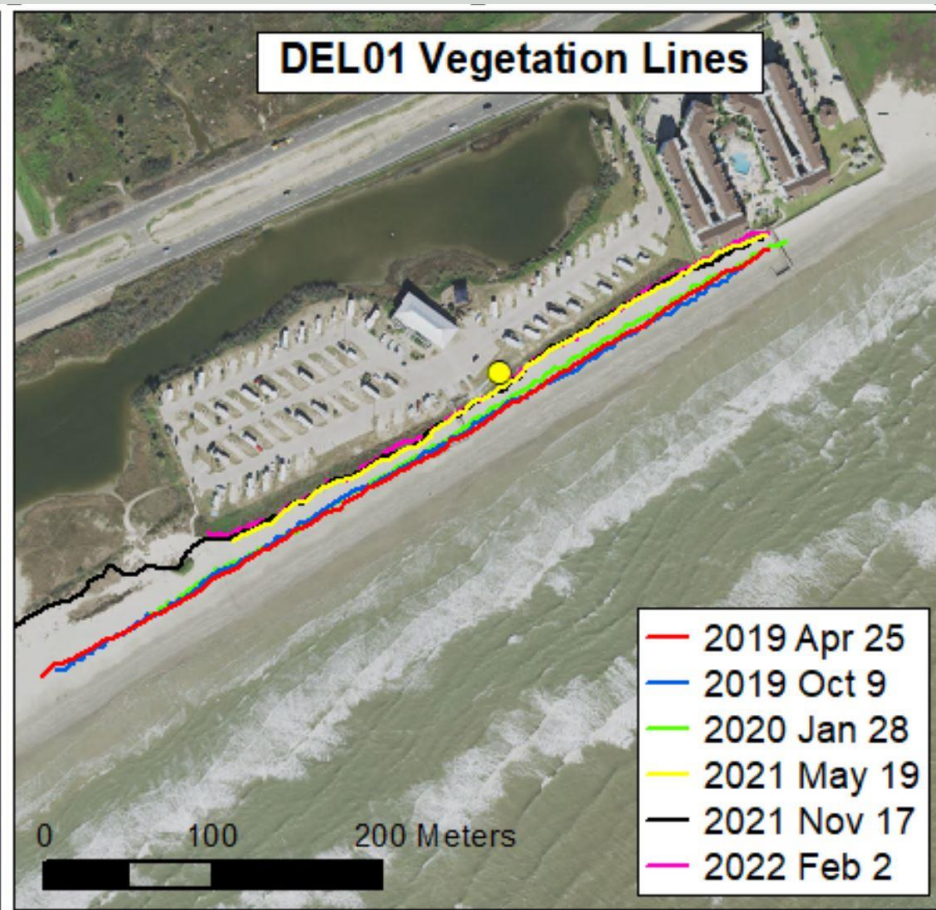 DEL01 Vegetation Lines
2019 Apr 25
2019 Oct 9
2020 Jan 28
2021 May 19
2021 Nov 17
2022 Feb 2
0 100 200 Meters